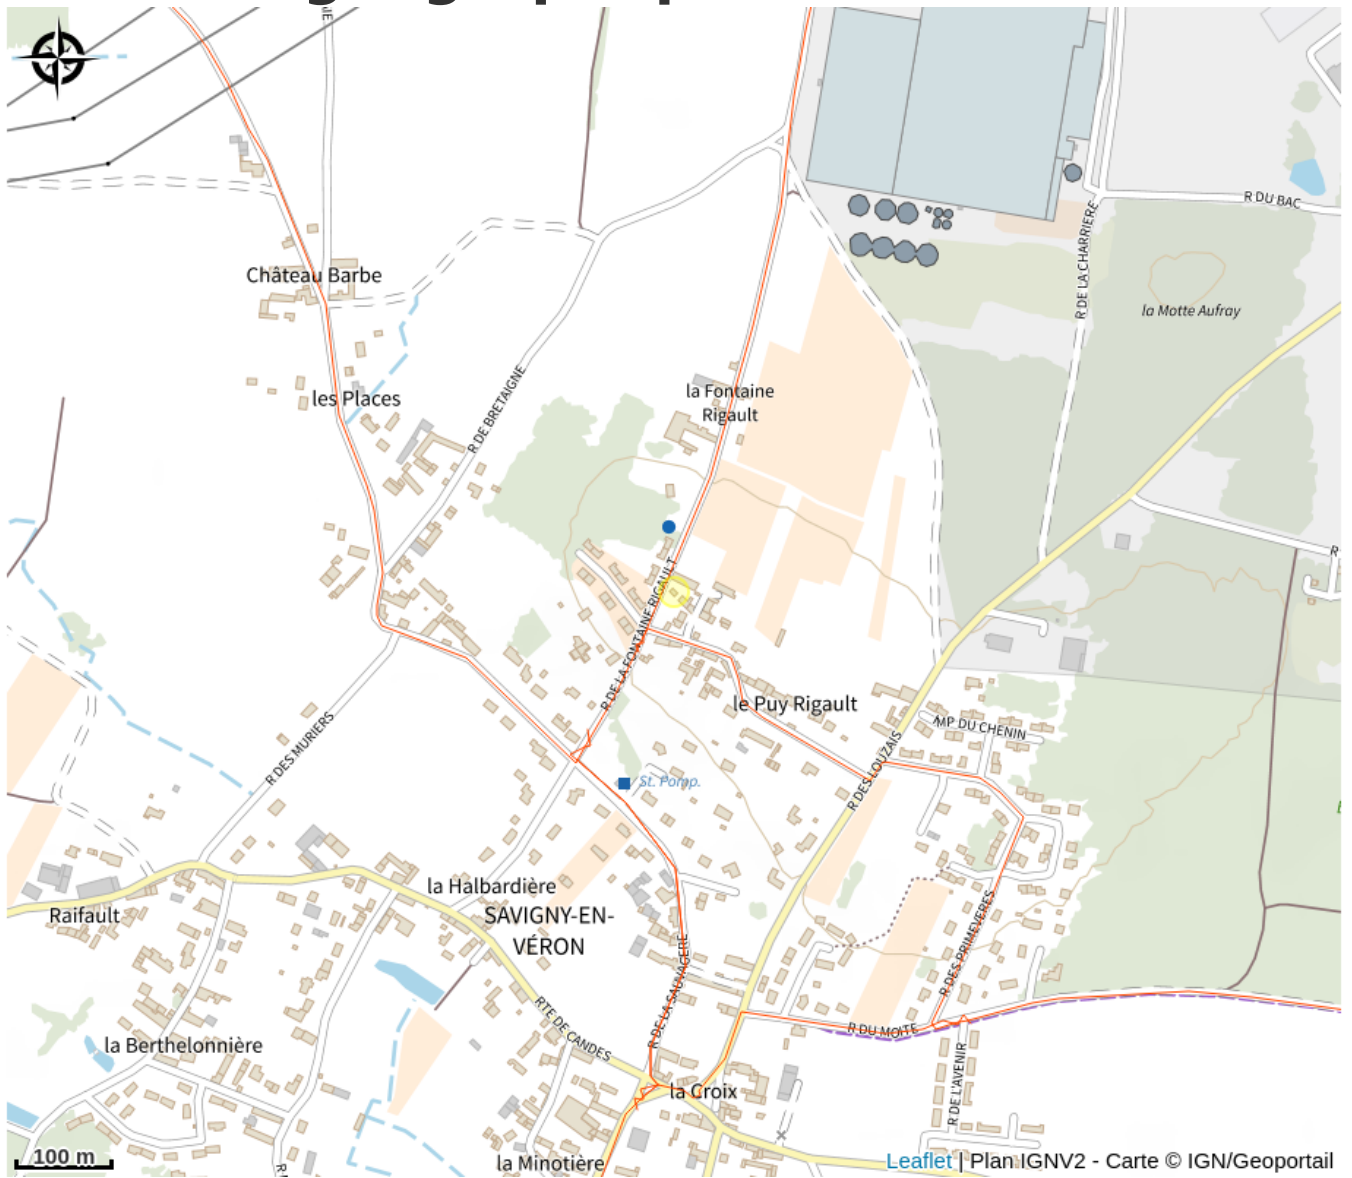 R DU BAC
R DE LA CHARRIERE
Château Barbe
la Motte Aufray
les Places
R DE BRETAIGNE
la Fontaine
Rigault
R DE LA FONTAINE RIGAULT
le Puy Rigault
MP DU CHENIN
R DES MURIERS
R DES LOUZAIS
St. Pomp.
la Halbardière
Raifault
SAVIGNY-EN-
VÉRON
R DES PRIMEVERES
R DE LA SAUVAGERE
RTE DE CANDES
R DU MOITE
la Berthelonnière
R DE L'AVENIR
la Croix
la Minotière
100 m
Leaflet | Plan IGNV2 - Carte © IGN/Geoportail